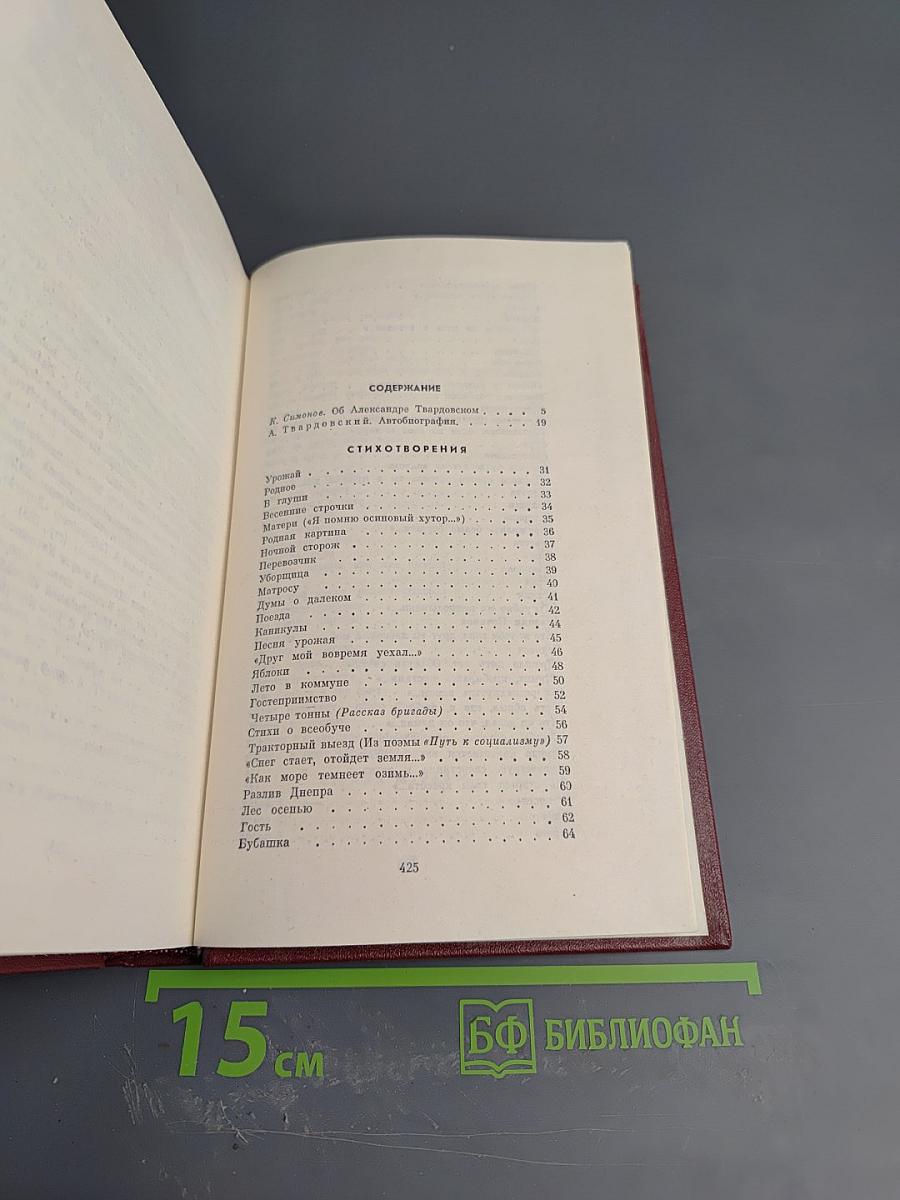 СОДЕРЖАНИЕ
К. Симонов. Об Александре Твардовском . . . . 5
А. Твардовский. Автобиография. . . . . . 19
СТИХОТВОРЕНИЯ
Урожай . . . . . . . . . . . . . . . . 31
Родное . . . . . . . . . . . . . . . . 32
В глуши . . . . . . . . . . . . . . . 33
Весенние строчки . . . . . . . . . . . . 34
Матери («Я помню осиновый хутор...») . . . . . 35
Родная картина . . . . . . . . . . . . 36
Ночной сторож . . . . . . . . . . . . . 37
Перевозчик . . . . . . . . . . . . . . 38
Уборщица . . . . . . . . . . . . . . . 39
Матросу . . . . . . . . . . . . . . . 40
Думы о далеком . . . . . . . . . . . . . 41
Поезда . . . . . . . . . . . . . . . . 42
Каникулы . . . . . . . . . . . . . . . 44
Песня урожая . . . . . . . . . . . . . 45
«Друг мой вовремя уехал...» . . . . . . . . 46
Яблоки . . . . . . . . . . . . . . . . 48
Лето в коммуне . . . . . . . . . . . . . 50
Гостеприимство . . . . . . . . . . . . . 52
Четыре тонны (Рассказ бригады) . . . . . . . 54
Стихи о всеобуче . . . . . . . . . . . . 56
Тракторный выезд (Из поэмы «Путь к социализму») 57
«Снег стает, отойдет земля...» . . . . . . . . 58
«Как море темнеет озимь...» . . . . . . . . 59
Разлив Днепра . . . . . . . . . . . . . 60
Лес осенью . . . . . . . . . . . . . . 61
Гость . . . . . . . . . . . . . . . . 62
Бубашка . . . . . . . . . . . . . . . 64
425
15 см
БФ БИБЛИОФАН